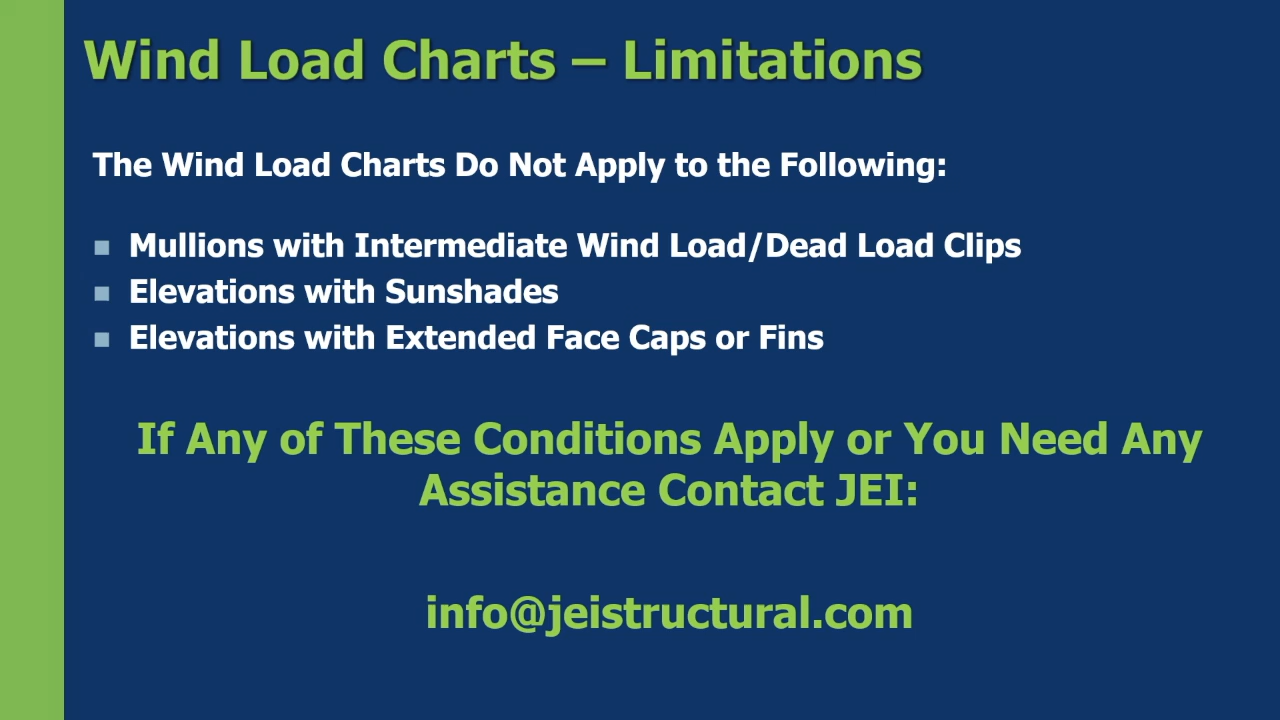 Wind Load Charts – Limitations
The Wind Load Charts Do Not Apply to the Following:
Mullions with Intermediate Wind Load/Dead Load Clips
Elevations with Sunshades
Elevations with Extended Face Caps or Fins
If Any of These Conditions Apply or You Need Any
Assistance Contact JEI:
info@jeistructural.com